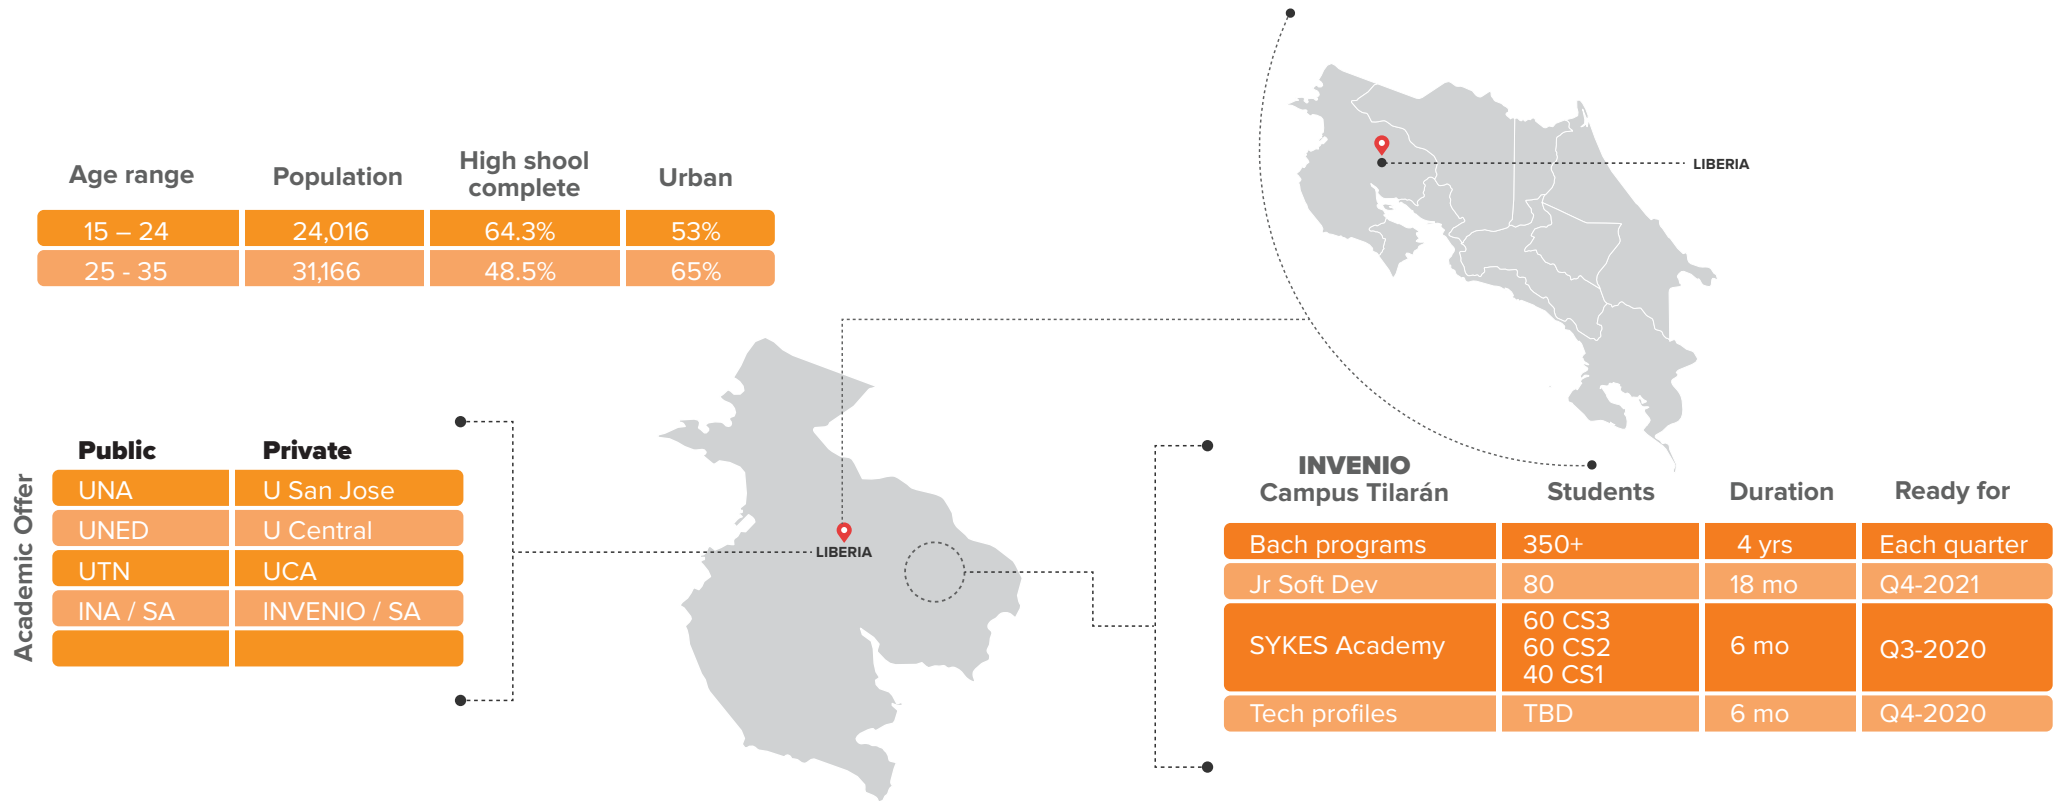 Age range Population High shool complete Urban
15 – 24 24,016 64.3% 53%
25 - 35 31,166 48.5% 65%
LIBERIA
LIBERIA
Academic Offer
Public Private
UNA U San Jose
UNED U Central
UTN UCA
INA / SA INVENIO / SA
INVENIO
Campus Tilarán Students Duration Ready for
Bach programs 350+ 4 yrs Each quarter
Jr Soft Dev 80 18 mo Q4-2021
SYKES Academy 60 CS3 60 CS2 40 CS1 6 mo Q3-2020
Tech profiles TBD 6 mo Q4-2020